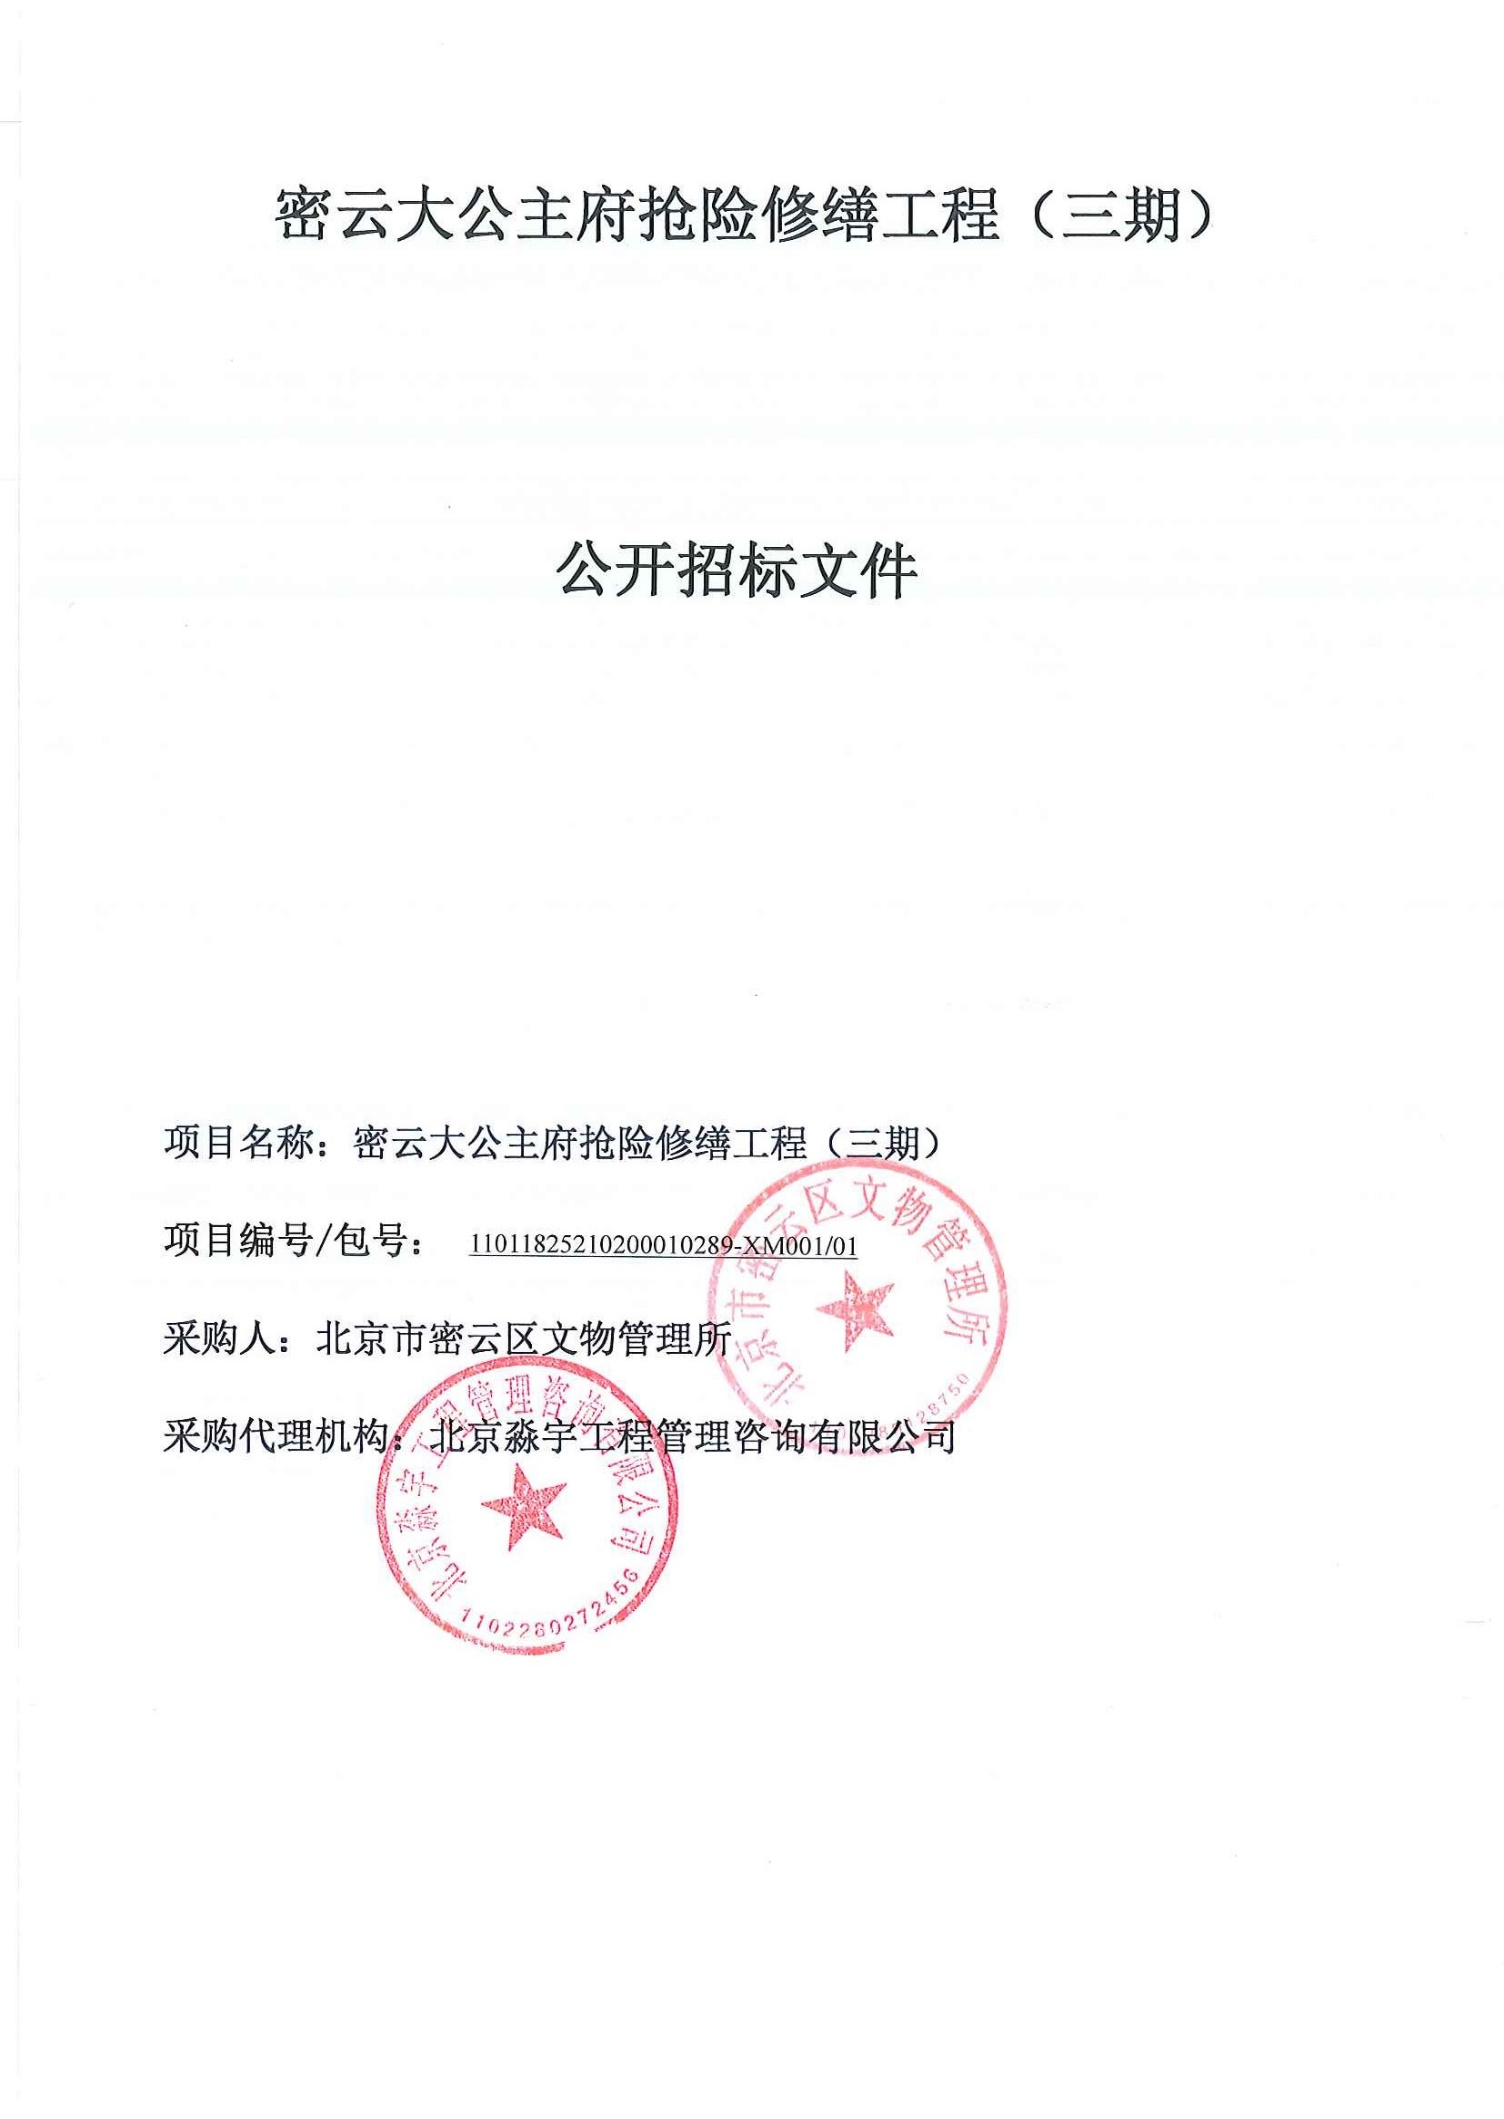 密云大公主府抢险修缮工程（三期）
公开招标文件
项目名称：密云大公主府抢险修缮工程（三期）
项目编号/包号： 11011825210200010289-XM001/01
采购人：北京市密云区文物管理所
采购代理机构：北京淼宇工程管理咨询有限公司
北京市密云区文物管理所
北京淼宇工程管理咨询有限公司
1102280272456